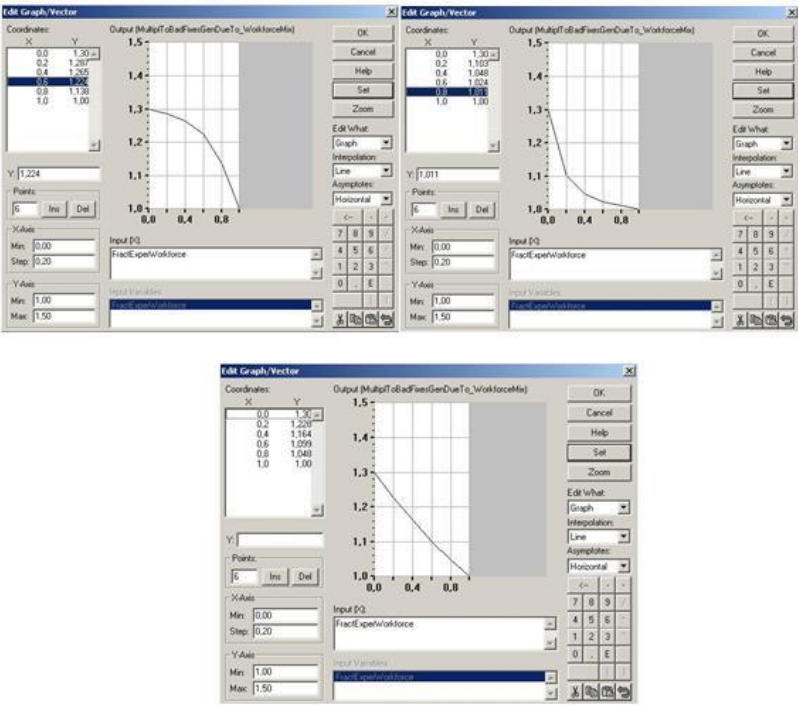 Edit Graph/Vector
Coordinates:
X Y
0,0 1,30
0,2 1,287
0,4 1,265
0,6 1,224
0,8 1,138
1,0 1,00
Y: 1,224
Points:
6 Ins Del
X-Axis
Min: 0,00
Step: 0,20
Y-Axis
Min: 1,00
Max: 1,50
Output (MultiplToBadFixesGenDueTo_WorkforceMix)
1,5
1,4
1,3
1,2
1,1
1,0
0,0 0,4 0,8
Input (X):
FractExperWorkforce
Input Variables:
FractExperWorkforce
OK
Cancel
Help
Set
Zoom
Edit What:
Graph
Interpolation:
Line
Asymptotes:
Horizontal
7 8 9
4 5 6
1 2 3
0 . E
Edit Graph/Vector
Coordinates:
X Y
0,0 1,30
0,2 1,103
0,4 1,048
0,6 1,024
0,8 1,011
1,0 1,00
Y: 1,011
Points:
6 Ins Del
X-Axis
Min: 0,00
Step: 0,20
Y-Axis
Min: 1,00
Max: 1,50
Output (MultiplToBadFixesGenDueTo_WorkforceMix)
1,5
1,4
1,3
1,2
1,1
1,0
0,0 0,4 0,8
Input (X):
FractExperWorkforce
Input Variables:
FractExperWorkforce
OK
Cancel
Help
Set
Zoom
Edit What:
Graph
Interpolation:
Line
Asymptotes:
Horizontal
7 8 9
4 5 6
1 2 3
0 . E
Edit Graph/Vector
Coordinates:
X Y
0,0 1,30
0,2 1,228
0,4 1,164
0,6 1,099
0,8 1,048
1,0 1,00
Y:
Points:
6 Ins Del
X-Axis
Min: 0,00
Step: 0,20
Y-Axis
Min: 1,00
Max: 1,50
Output (MultiplToBadFixesGenDueTo_WorkforceMix)
1,5
1,4
1,3
1,2
1,1
1,0
0,0 0,4 0,8
Input (X):
FractExperWorkforce
Input Variables:
FractExperWorkforce
OK
Cancel
Help
Set
Zoom
Edit What:
Graph
Interpolation:
Line
Asymptotes:
Horizontal
7 8 9
4 5 6
1 2 3
0 . E